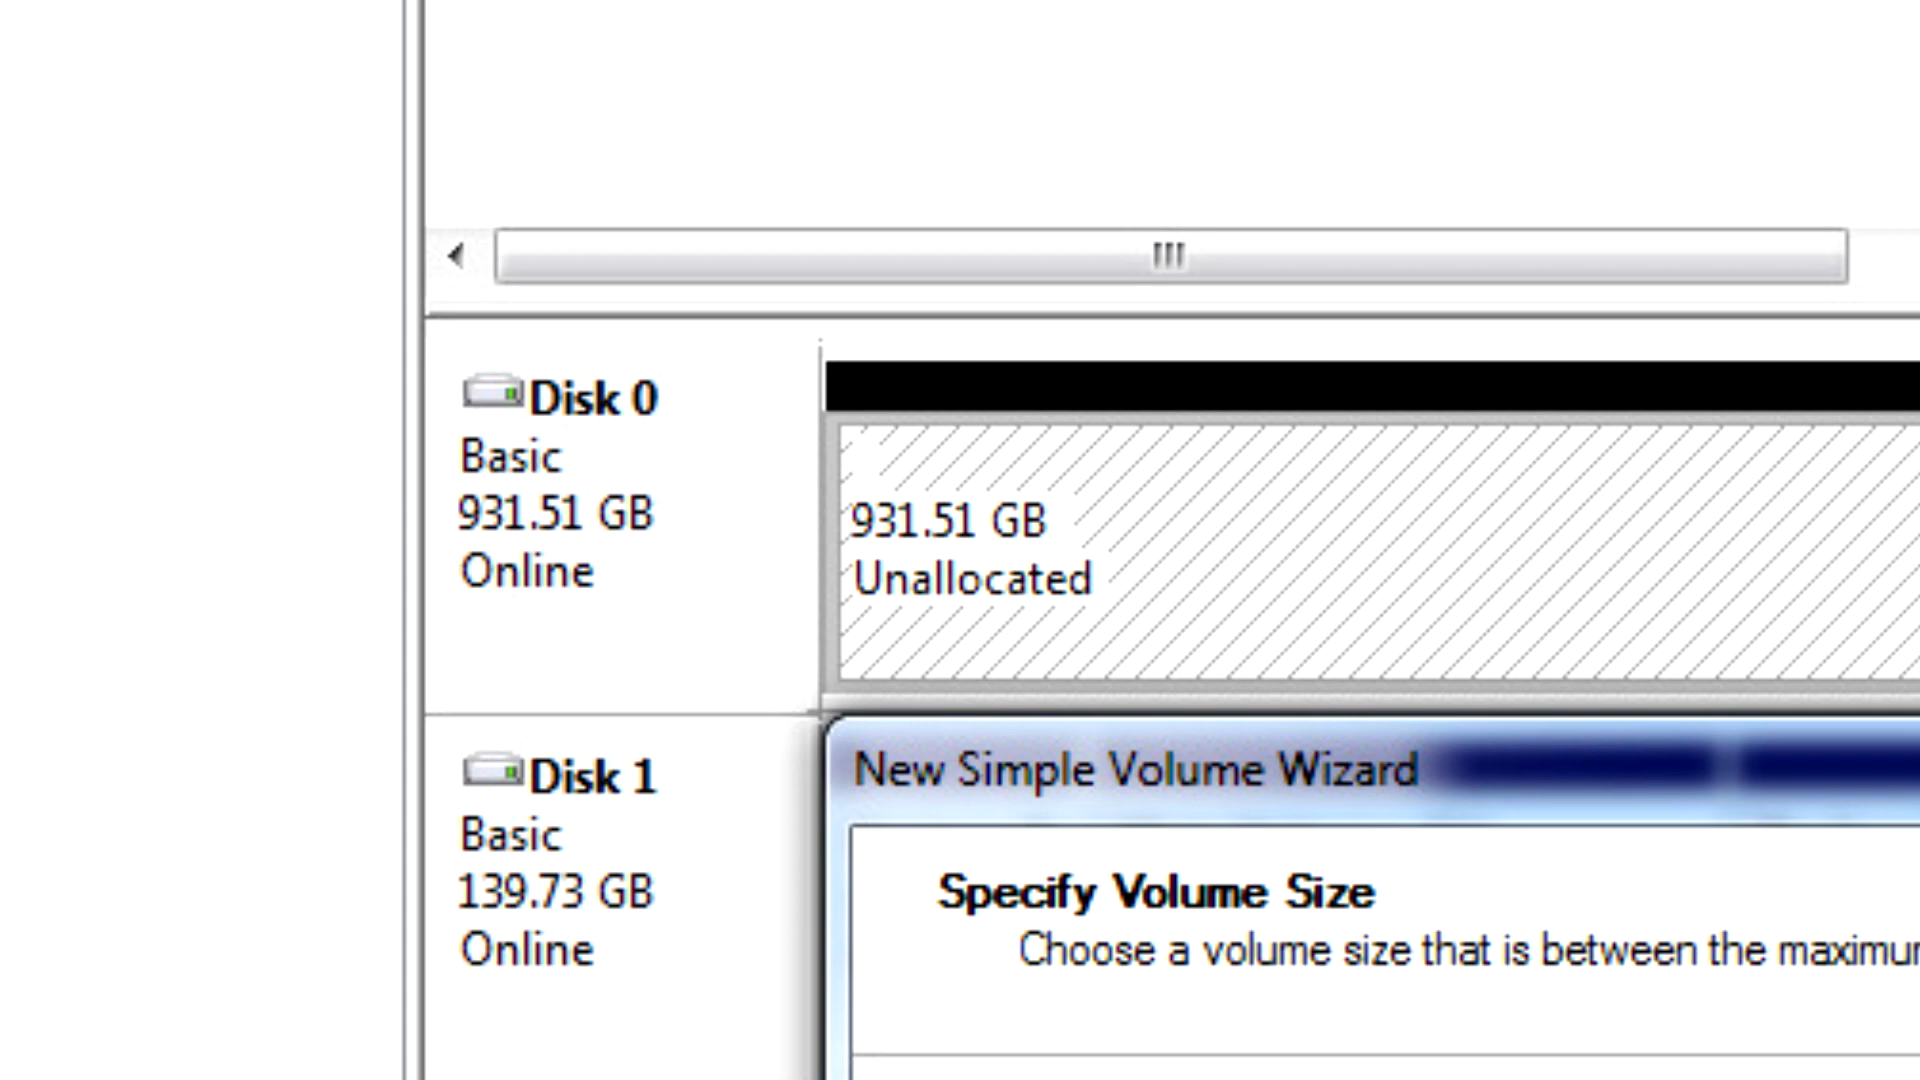 Disk 0
Basic
931.51 GB
Online
931.51 GB
Unallocated
Disk 1
Basic
139.73 GB
Online
New Simple Volume Wizard
Specify Volume Size
Choose a volume size that is between the